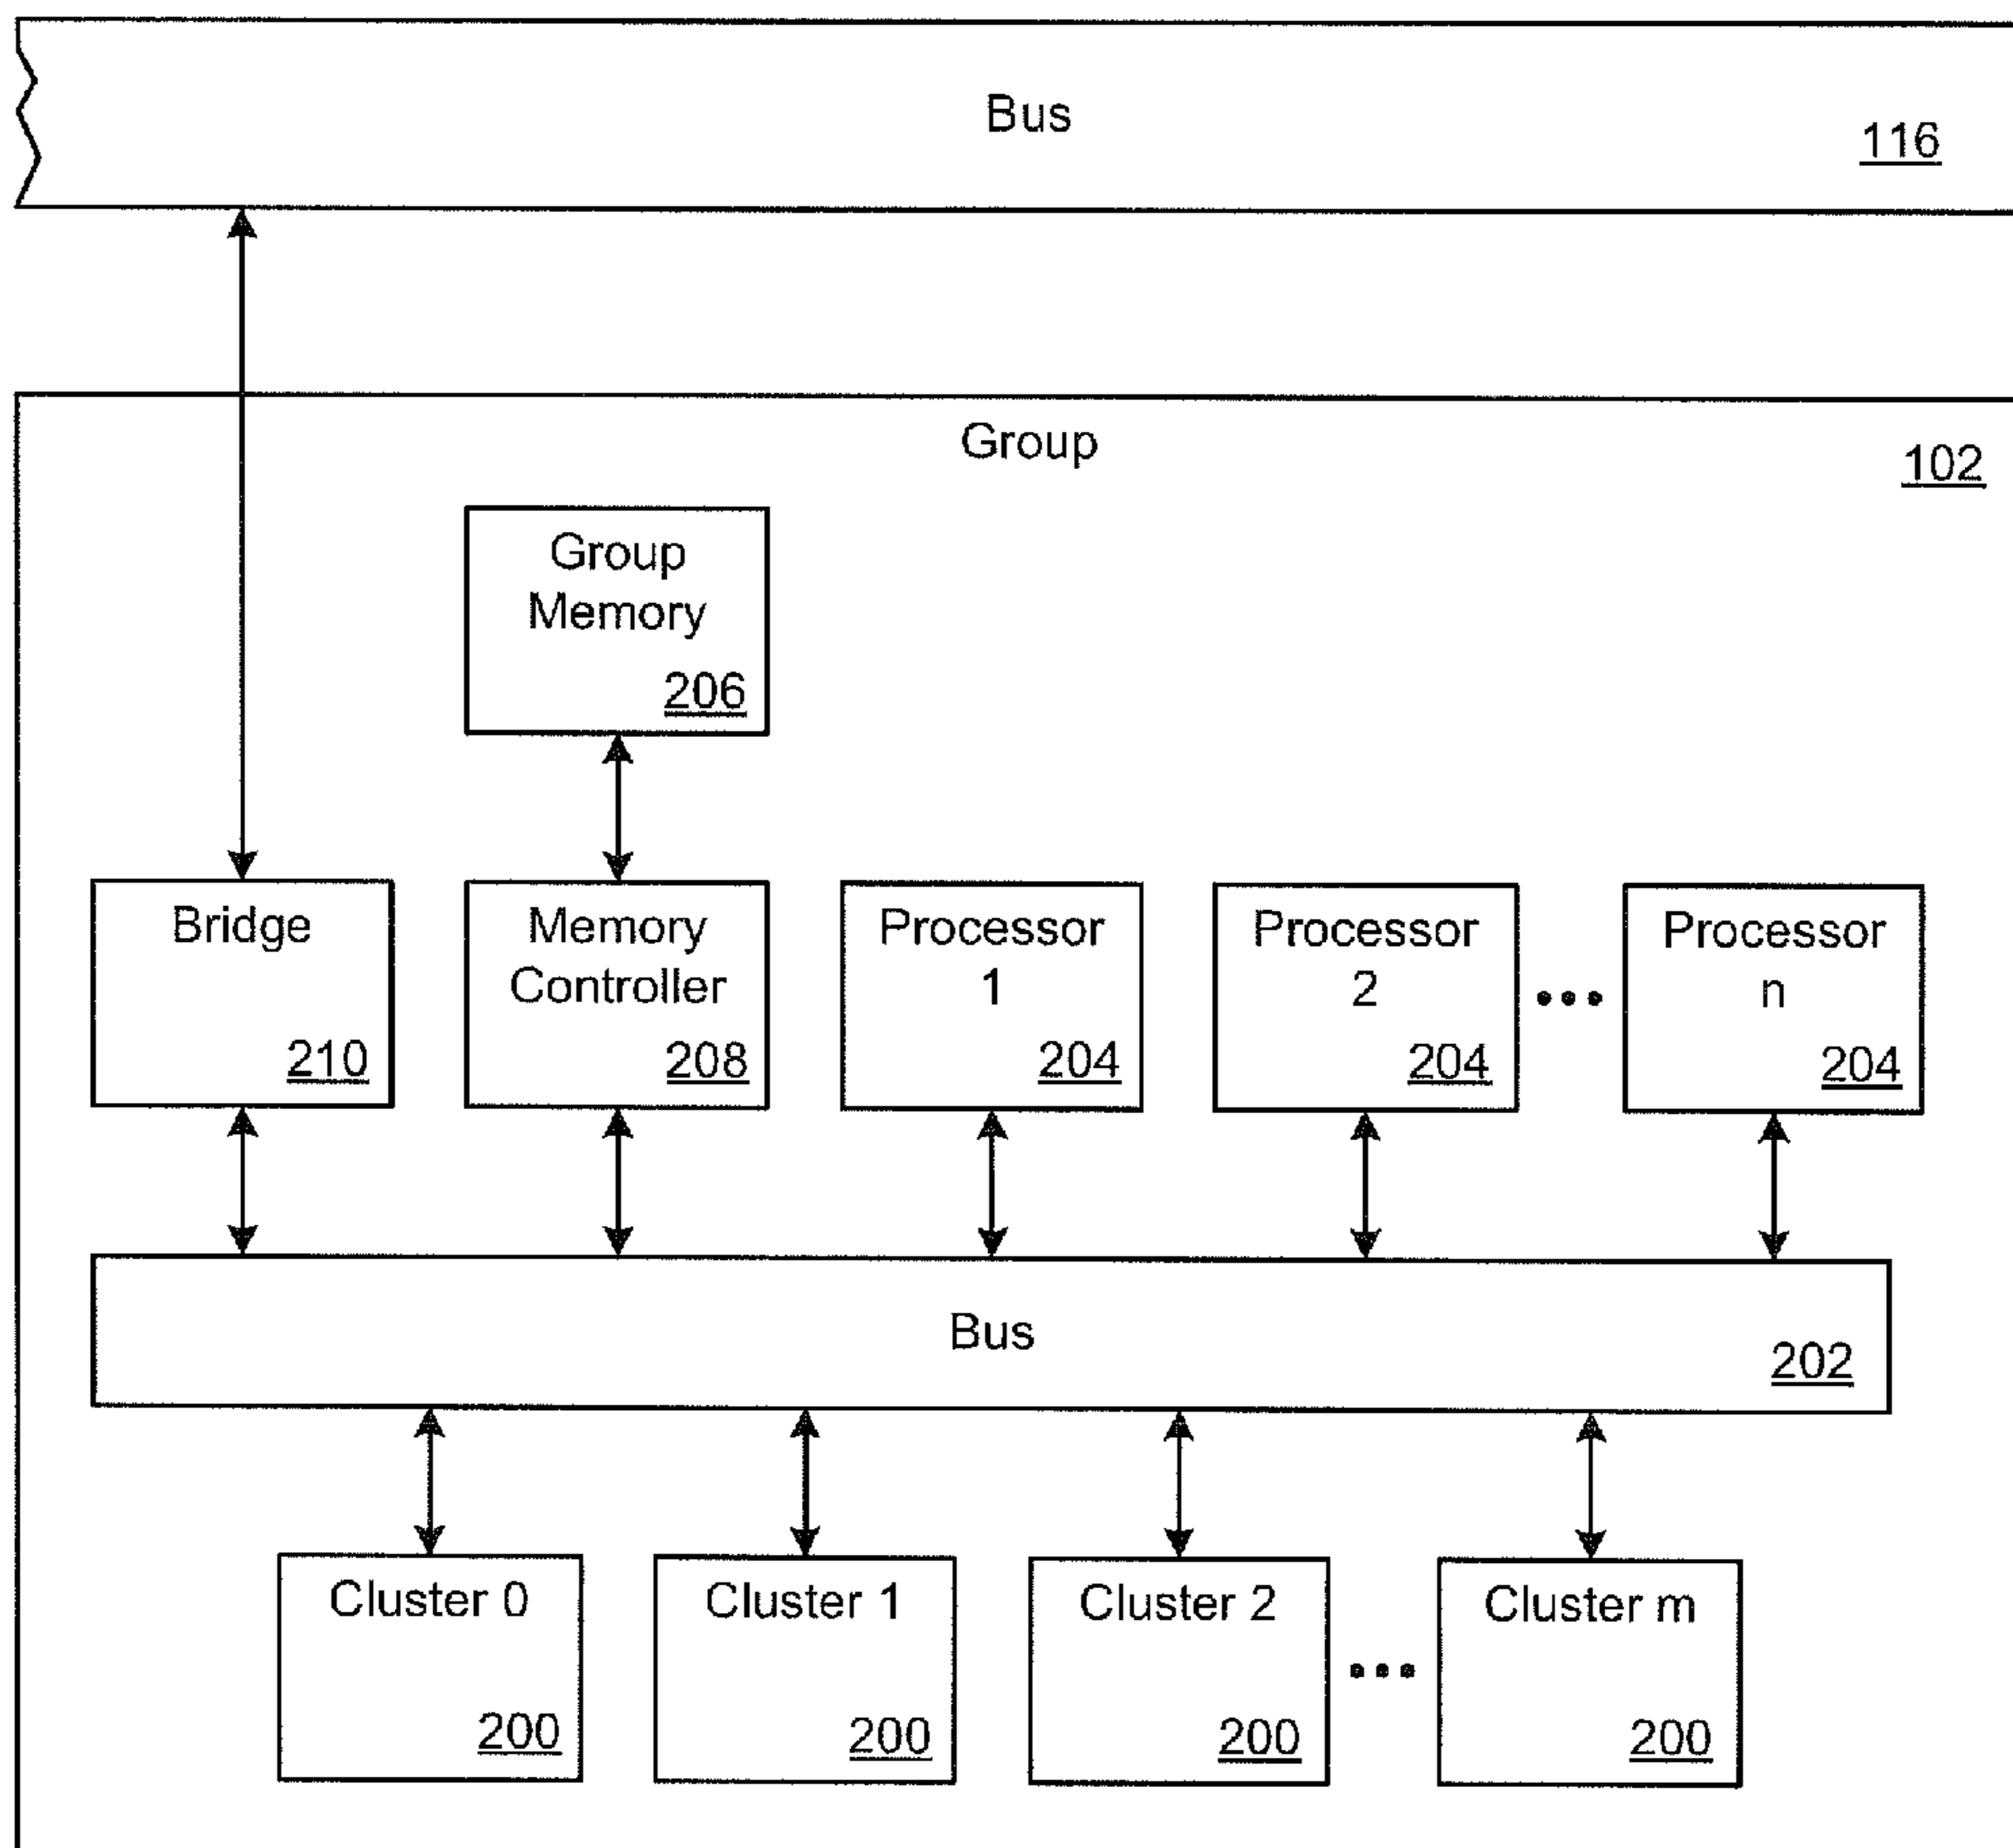 Bus
116
Group
102
Group
Memory
206
Bridge
210
Memory
Controller
208
Processor
1
204
Processor
2
204
•••
Processor
n
204
Bus
202
Cluster 0
200
Cluster 1
200
Cluster 2
200
•••
Cluster m
200